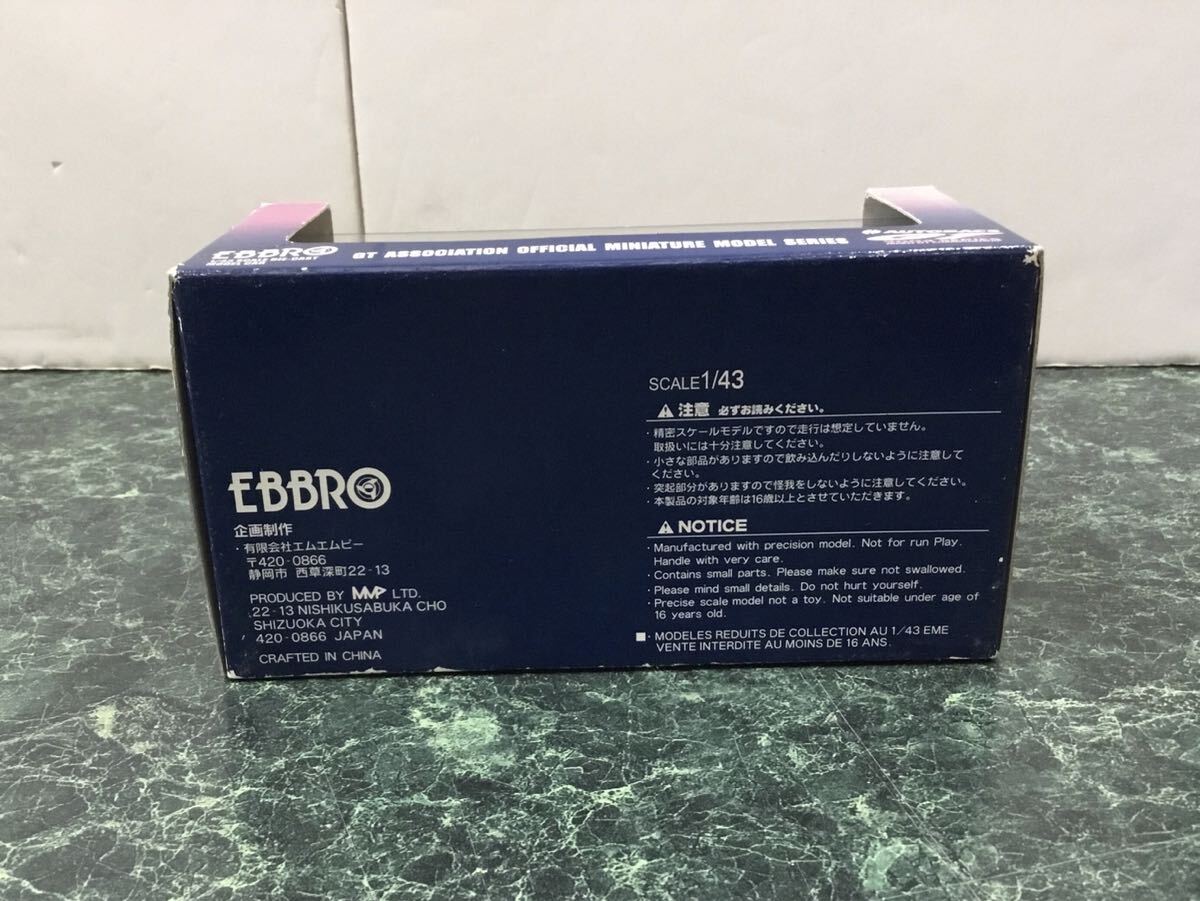 EBBRO
1/43 SCALE DIE-CAST
MODEL CAR
GT ASSOCIATION OFFICIAL MINIATURE MODEL SERIES
AUTOBACS
SCALE1/43
注意 必ずお読みください。
・精密スケールモデルですので走行は想定していません。
取扱いには十分注意してください。
・小さな部品がありますので飲み込んだりしないように注意して
ください。
・突起部分がありますので怪我をしないように注意してください。
・本製品の対象年齢は16歳以上とさせていただきます。
NOTICE
・Manufactured with precision model. Not for run Play.
Handle with very care.
・Contains small parts. Please make sure not swallowed.
・Please mind small details. Do not hurt yourself.
・Precise scale model not a toy. Not suitable under age of
16 years old.
■・MODELES REDUITS DE COLLECTION AU 1/43 EME
VENTE INTERDITE AU MOINS DE 16 ANS.
EBBRO
企画制作
・有限会社エムエムピー
〒420-0866
静岡市 西草深町22-13
PRODUCED BY MMP LTD.
22-13 NISHIKUSABUKA CHO
SHIZUOKA CITY
420-0866 JAPAN
CRAFTED IN CHINA